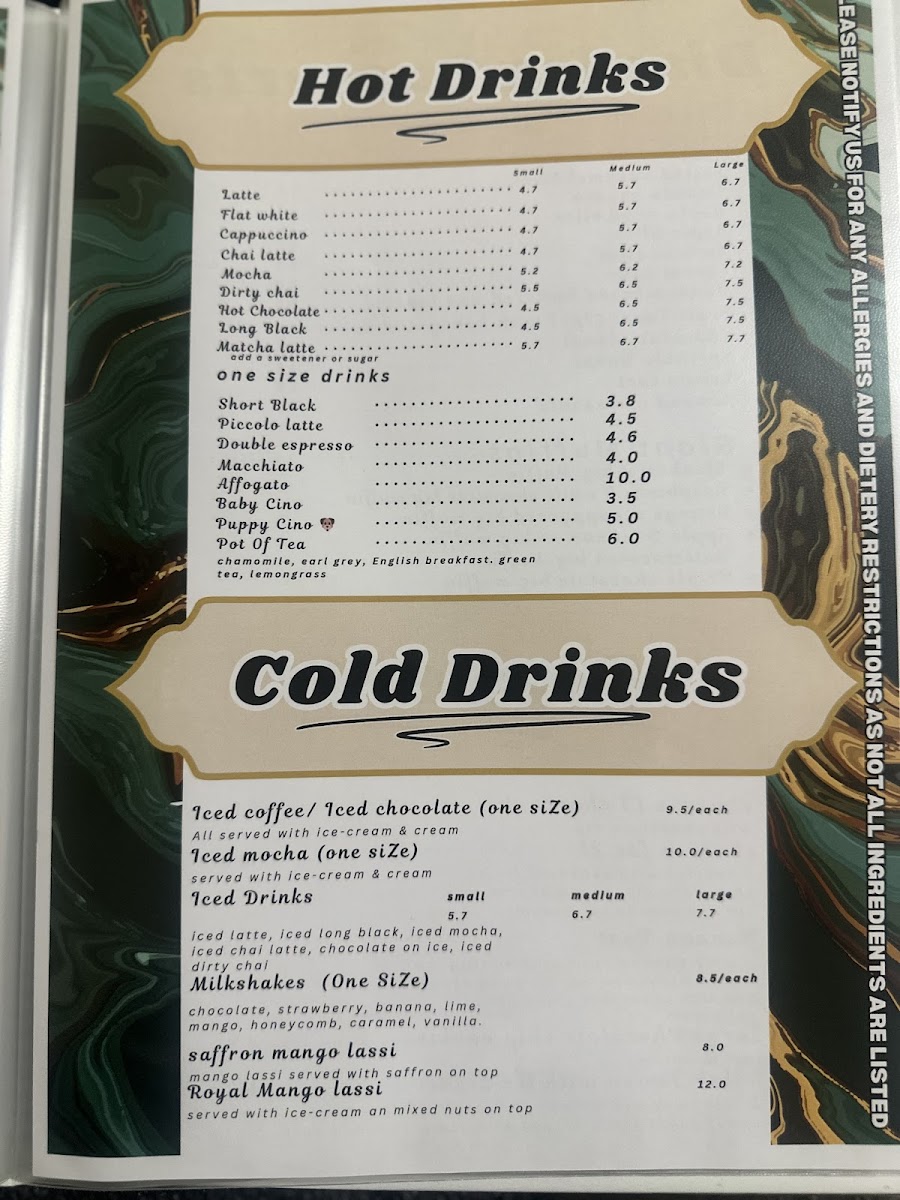 Hot Drinks
Small Medium Large
Latte 4.7 5.7 6.7
Flat white 4.7 5.7 6.7
Cappuccino 4.7 5.7 6.7
Chai latte 4.7 5.7 6.7
Mocha 5.2 6.2 7.2
Dirty chai 5.5 6.5 7.5
Hot Chocolate 4.5 6.5 7.5
Long Black 4.5 6.5 7.5
Matcha latte 5.7 6.7 7.7
add a sweetener or sugar
one size drinks
Short Black 3.8
Piccolo latte 4.5
Double espresso 4.6
Macchiato 4.0
Affogato 10.0
Baby Cino 3.5
Puppy Cino 5.0
Pot Of Tea 6.0
chamomile, earl grey, English breakfast. green
tea, lemongrass
Cold Drinks
Iced coffee/ Iced chocolate (one siZe) 9.5/each
All served with ice-cream & cream
Iced mocha (one siZe) 10.0/each
served with ice-cream & cream
Iced Drinks small medium large
5.7 6.7 7.7
iced latte, iced long black, iced mocha,
iced chai latte, chocolate on ice, iced
dirty chai
Milkshakes (One SiZe) 8.5/each
chocolate, strawberry, banana, lime,
mango, honeycomb, caramel, vanilla.
saffron mango lassi 8.0
mango lassi served with saffron on top
Royal Mango lassi 12.0
served with ice-cream an mixed nuts on top
LEASE NOTIFY US FOR ANY ALLERGIES AND DIETERY RESTRICTIONS AS NOT ALL INGREDIENTS ARE LISTED